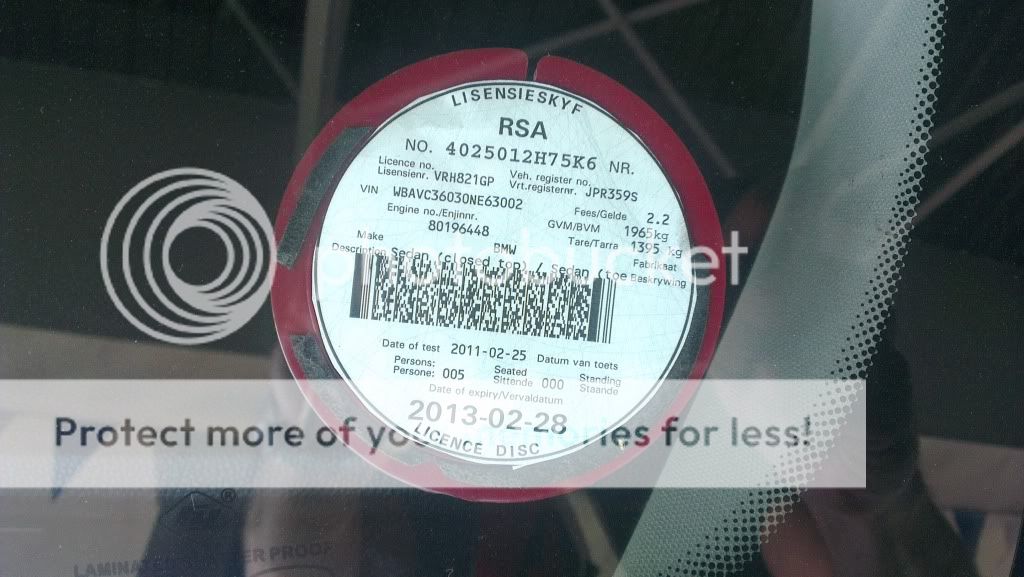 LISENSIESKYF
RSA
NO. 4025012H75K6 NR.
Licence no. Veh. register no.
Lisensienr. VRH821GP Vrt.registernr. JPR359S
VIN WBAVC36030NE63002 Fees/Gelde 2.2
Engine no./Enjinnr. GVM/BVM 1965kg
80196448 Tare/Tarra 1395 kg
Make BMW Fabrikaat
Description Sedan (closed top) / Sedan (toe Beskrywing
photobucket
Date of test 2011-02-25 Datum van toets
Persons: Seated Standing
Persone: 005 Sittende 000 Staande
Date of expiry/Vervaldatum
2013-02-28
Protect more of your memories for less!
LICENCE DISC
®
LAMINATED PROOF